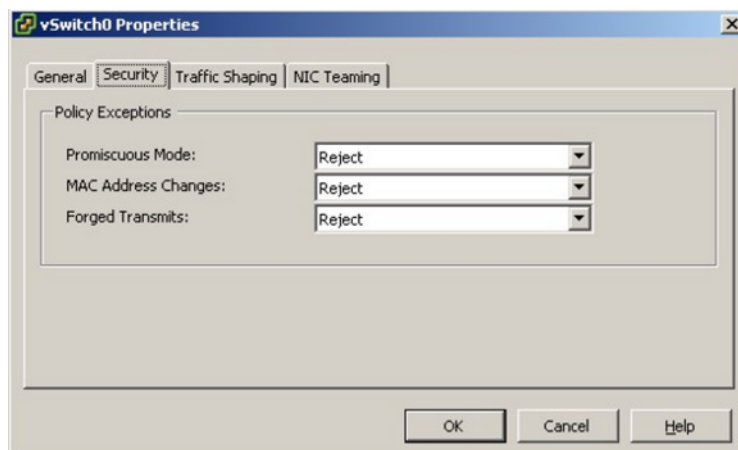 vSwitch0 Properties
General Security Traffic Shaping NIC Teaming
Policy Exceptions
Promiscuous Mode: Reject
MAC Address Changes: Reject
Forged Transmits: Reject
OK Cancel Help